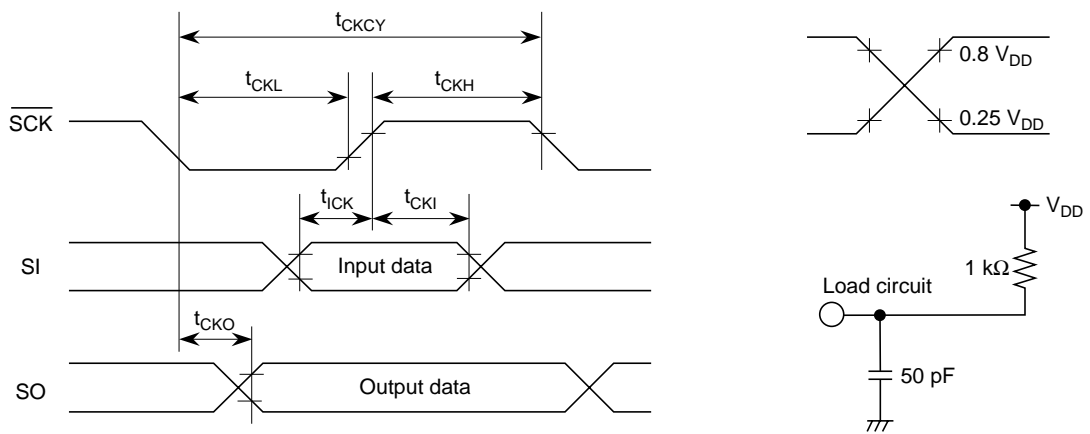 tCKCY
tCKL
tCKH
SCK
tICK
tCKI
SI
Input data
tCKO
SO
Output data
0.8 VDD
0.25 VDD
VDD
1 kΩ
Load circuit
50 pF